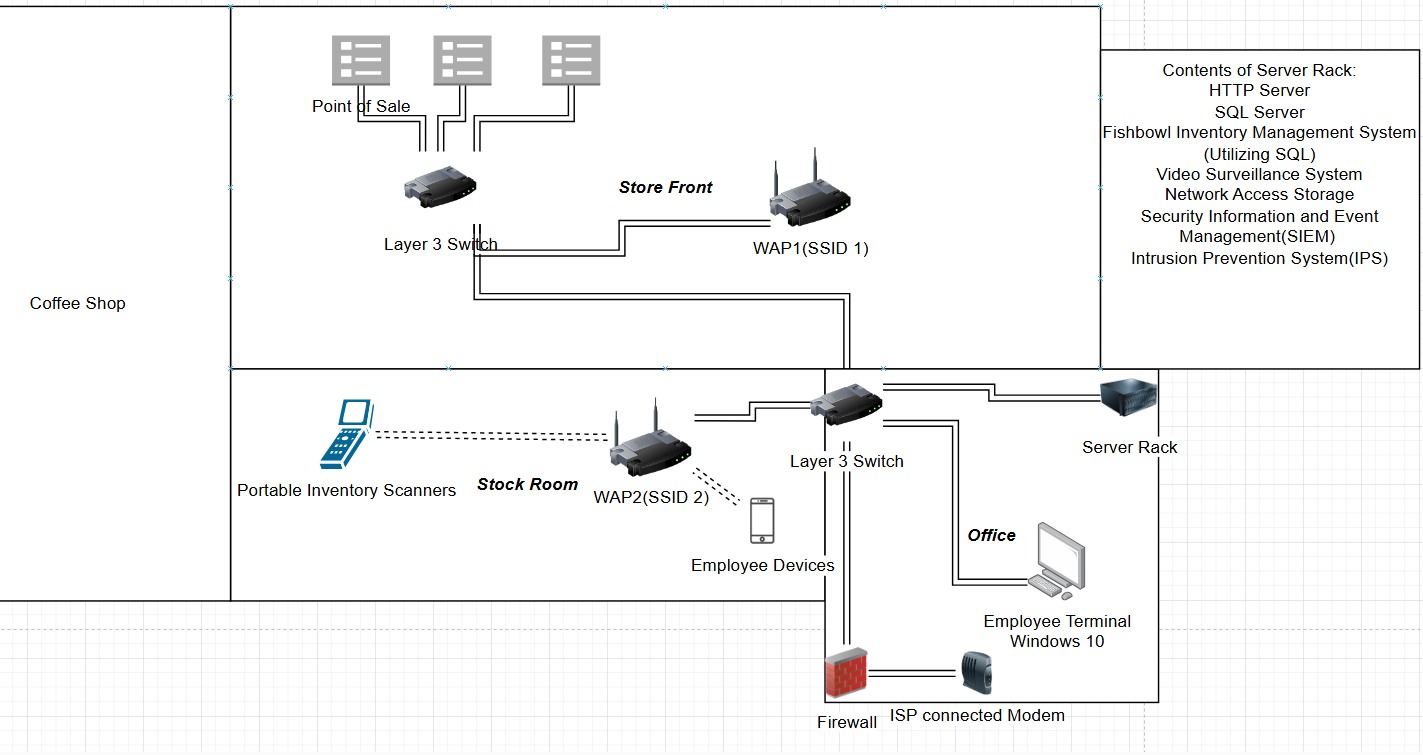 Contents of Server Rack:
HTTP Server
SQL Server
Fishbowl Inventory Management System
(Utilizing SQL)
Video Surveillance System
Network Access Storage
Security Information and Event
Management(SIEM)
Intrusion Prevention System(IPS)
Point of Sale
Store Front
Layer 3 Switch
WAP1(SSID 1)
Coffee Shop
Server Rack
Layer 3 Switch
Portable Inventory Scanners
Stock Room
WAP2(SSID 2)
Office
Employee Devices
Employee Terminal
Windows 10
Firewall
ISP connected Modem